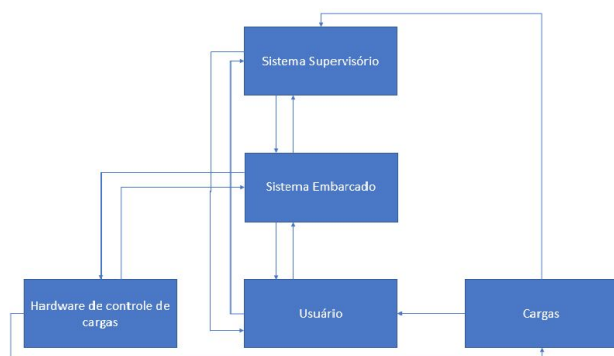 Sistema Supervisório
Sistema Embarcado
Hardware de controle de
cargas
Usuário
Cargas